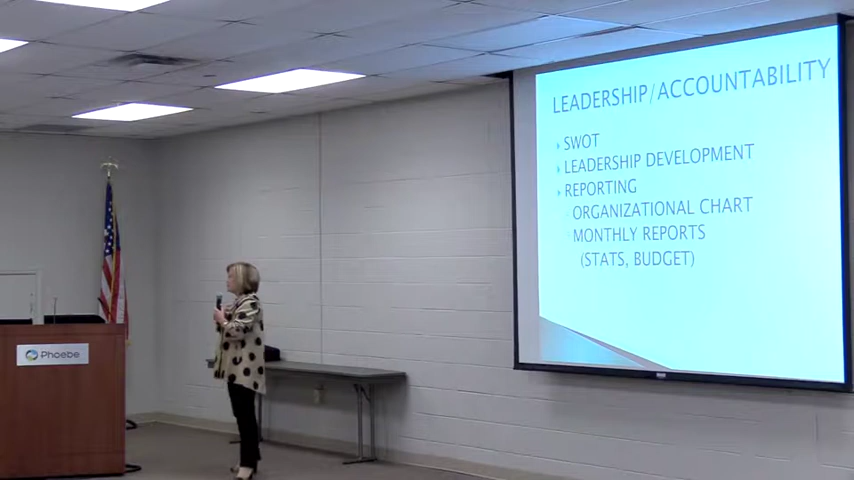 LEADERSHIP/ACCOUNTABILITY
SWOT
LEADERSHIP DEVELOPMENT
REPORTING
ORGANIZATIONAL CHART
MONTHLY REPORTS
(STATS, BUDGET)
Phoebe